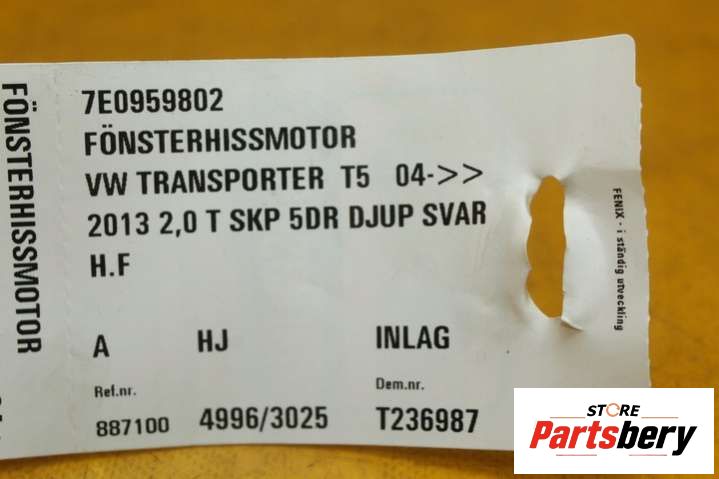 FÖNSTERHISSMOTOR
7E0959802
FÖNSTERHISSMOTOR
VW TRANSPORTER T5 04->>
2013 2,0 T SKP 5DR DJUP SVAR
H.F
A HJ INLAG
Ref.nr. Dem.nr.
887100 4996/3025 T236987
FENIX - i ständig utveckling
STORE
Partsbery